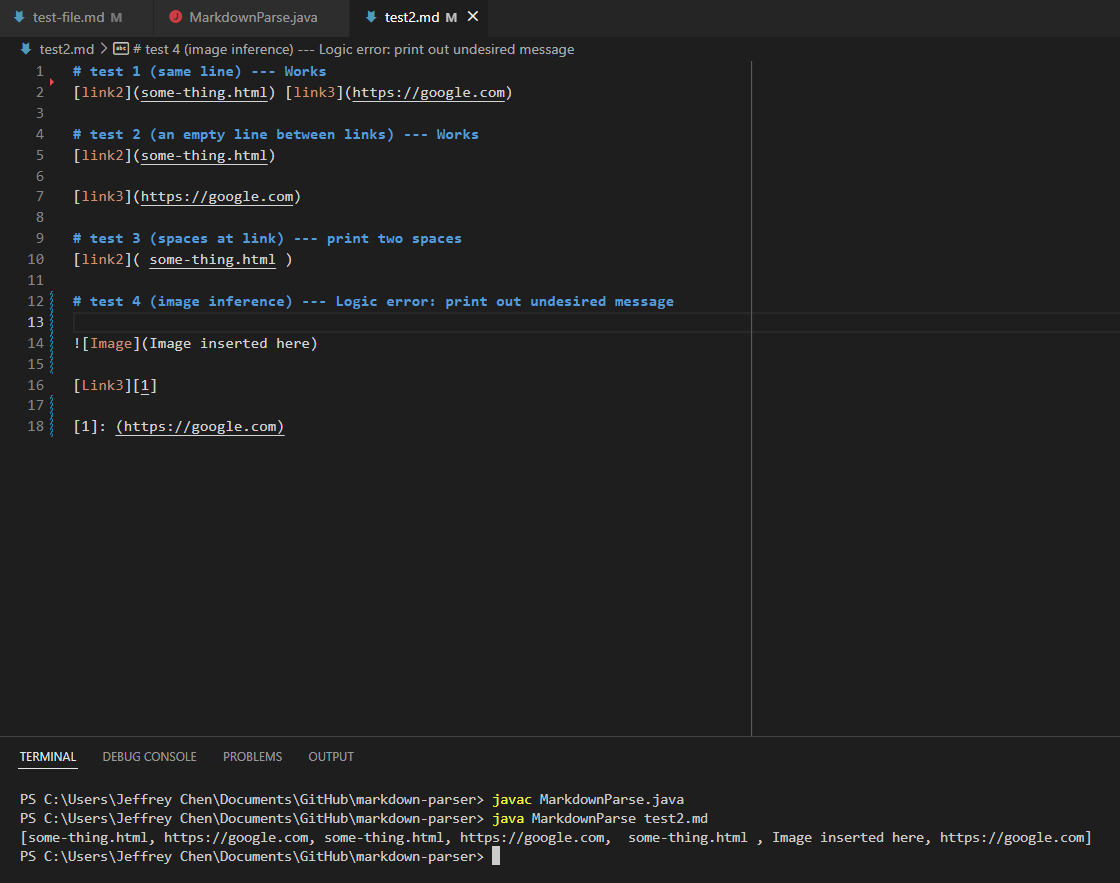 test-file.md M MarkdownParse.java test2.md M
test2.md > abc # test 4 (image inference) --- Logic error: print out undesired message
1 # test 1 (same line) --- Works
2 [link2](some-thing.html) [link3](https://google.com)
3
4 # test 2 (an empty line between links) --- Works
5 [link2](some-thing.html)
6
7 [link3](https://google.com)
8
9 # test 3 (spaces at link) --- print two spaces
10 [link2]( some-thing.html )
11
12 # test 4 (image inference) --- Logic error: print out undesired message
13
14 ![Image](Image inserted here)
15
16 [Link3][1]
17
18 [1]: (https://google.com)
TERMINAL DEBUG CONSOLE PROBLEMS OUTPUT
PS C:\Users\Jeffrey Chen\Documents\GitHub\markdown-parser> javac MarkdownParse.java
PS C:\Users\Jeffrey Chen\Documents\GitHub\markdown-parser> java MarkdownParse test2.md
[some-thing.html, https://google.com, some-thing.html, https://google.com,  some-thing.html , Image inserted here, https://google.com]
PS C:\Users\Jeffrey Chen\Documents\GitHub\markdown-parser>